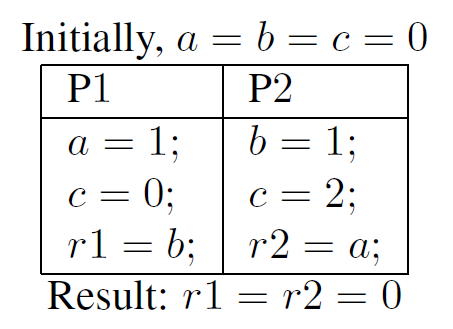 Initially, a = b = c = 0
P1 P2
a = 1; b = 1;
c = 0; c = 2;
r1 = b; r2 = a;
Result: r1 = r2 = 0